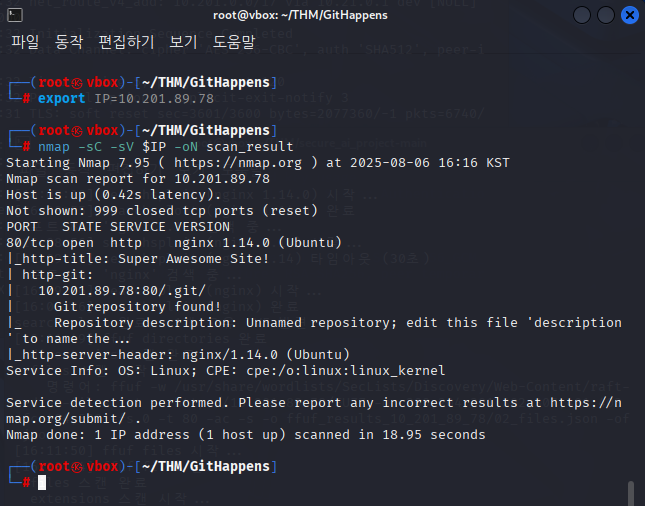 root@vbox: ~/THM/GitHappens
파일 동작 편집하기 보기 도움말
┌──(root㉿vbox)-[~/THM/GitHappens]
└─# export IP=10.201.89.78
┌──(root㉿vbox)-[~/THM/GitHappens]
└─# nmap -sC -sV $IP -oN scan_result
Starting Nmap 7.95 ( https://nmap.org ) at 2025-08-06 16:16 KST
Nmap scan report for 10.201.89.78
Host is up (0.42s latency).
Not shown: 999 closed tcp ports (reset)
PORT   STATE SERVICE VERSION
80/tcp open  http    nginx 1.14.0 (Ubuntu)
|_http-title: Super Awesome Site!
| http-git:
|   10.201.89.78:80/.git/
|     Git repository found!
|_    Repository description: Unnamed repository; edit this file 'description
' to name the...
|_http-server-header: nginx/1.14.0 (Ubuntu)
Service Info: OS: Linux; CPE: cpe:/o:linux:linux_kernel
Service detection performed. Please report any incorrect results at https://n
map.org/submit/ .
Nmap done: 1 IP address (1 host up) scanned in 18.95 seconds
┌──(root㉿vbox)-[~/THM/GitHappens]
└─#